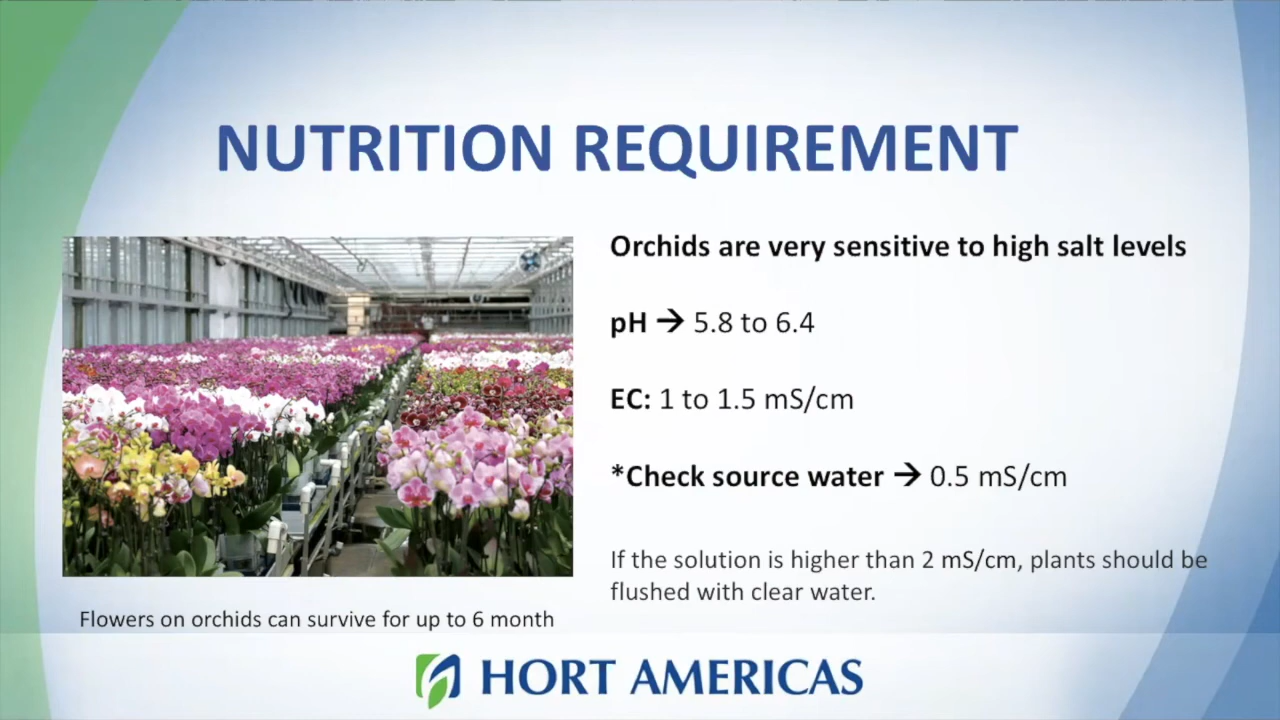 NUTRITION REQUIREMENT
Orchids are very sensitive to high salt levels
pH → 5.8 to 6.4
EC: 1 to 1.5 mS/cm
*Check source water → 0.5 mS/cm
If the solution is higher than 2 mS/cm, plants should be
flushed with clear water.
Flowers on orchids can survive for up to 6 month
HORT AMERICAS